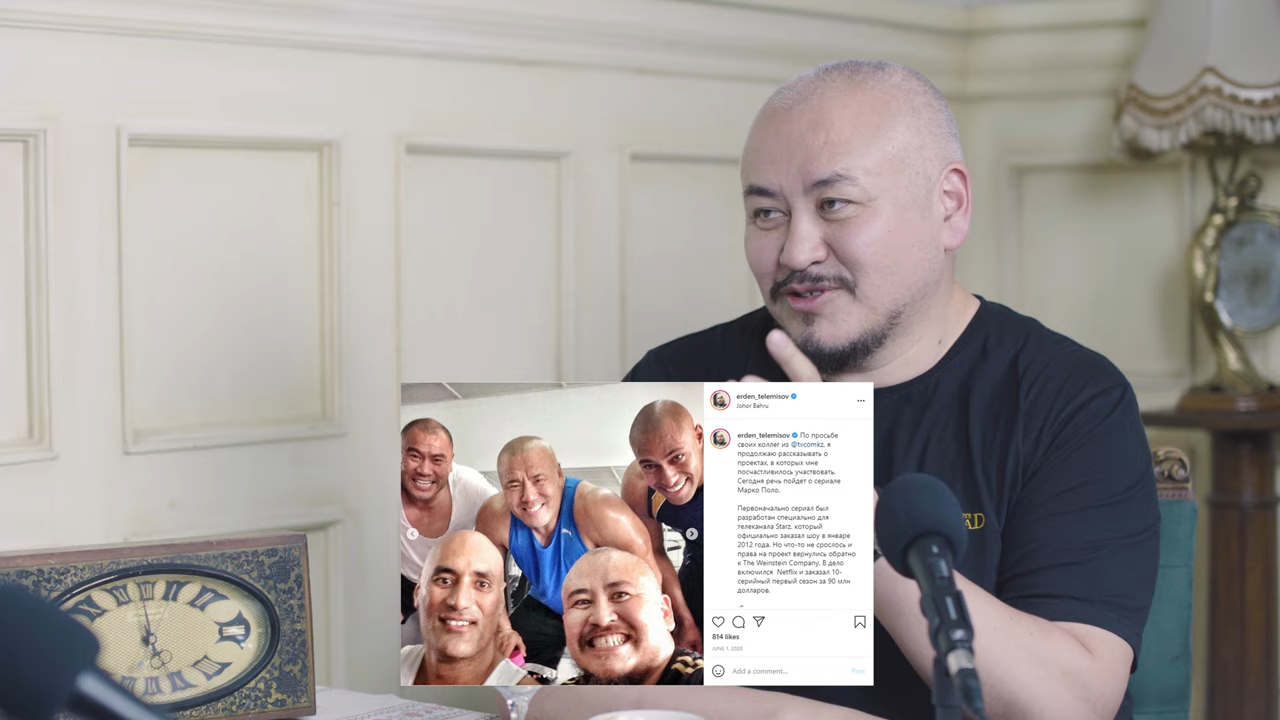 erden_telemisov
Johor Bahru
erden_telemisov По просьбе
своих коллег из @tvcomkz, я
продолжаю рассказывать о
проектах, в которых мне
посчастливилось участвовать.
Сегодня речь пойдет о сериале
Марко Поло.
Первоначально сериал был
разработан специально для
телеканала Starz, который
официально заказал шоу в январе
2012 года. Но что-то не срослось и
права на проект вернулись обратно
к The Weinstein Company. В дело
включился Netflix и заказал 10-
серийный первый сезон за 90 млн
долларов.
814 likes
JUNE 1, 2020
Add a comment...
Post